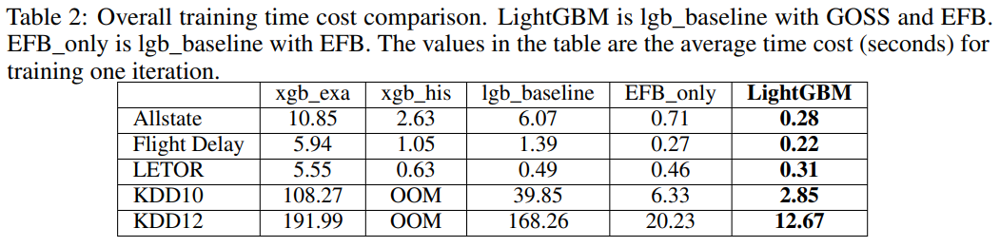 Table 2: Overall training time cost comparison. LightGBM is lgb_baseline with GOSS and EFB.
EFB_only is lgb_baseline with EFB. The values in the table are the average time cost (seconds) for
training one iteration.
xgb_exa xgb_his lgb_baseline EFB_only LightGBM
Allstate 10.85 2.63 6.07 0.71 0.28
Flight Delay 5.94 1.05 1.39 0.27 0.22
LETOR 5.55 0.63 0.49 0.46 0.31
KDD10 108.27 OOM 39.85 6.33 2.85
KDD12 191.99 OOM 168.26 20.23 12.67